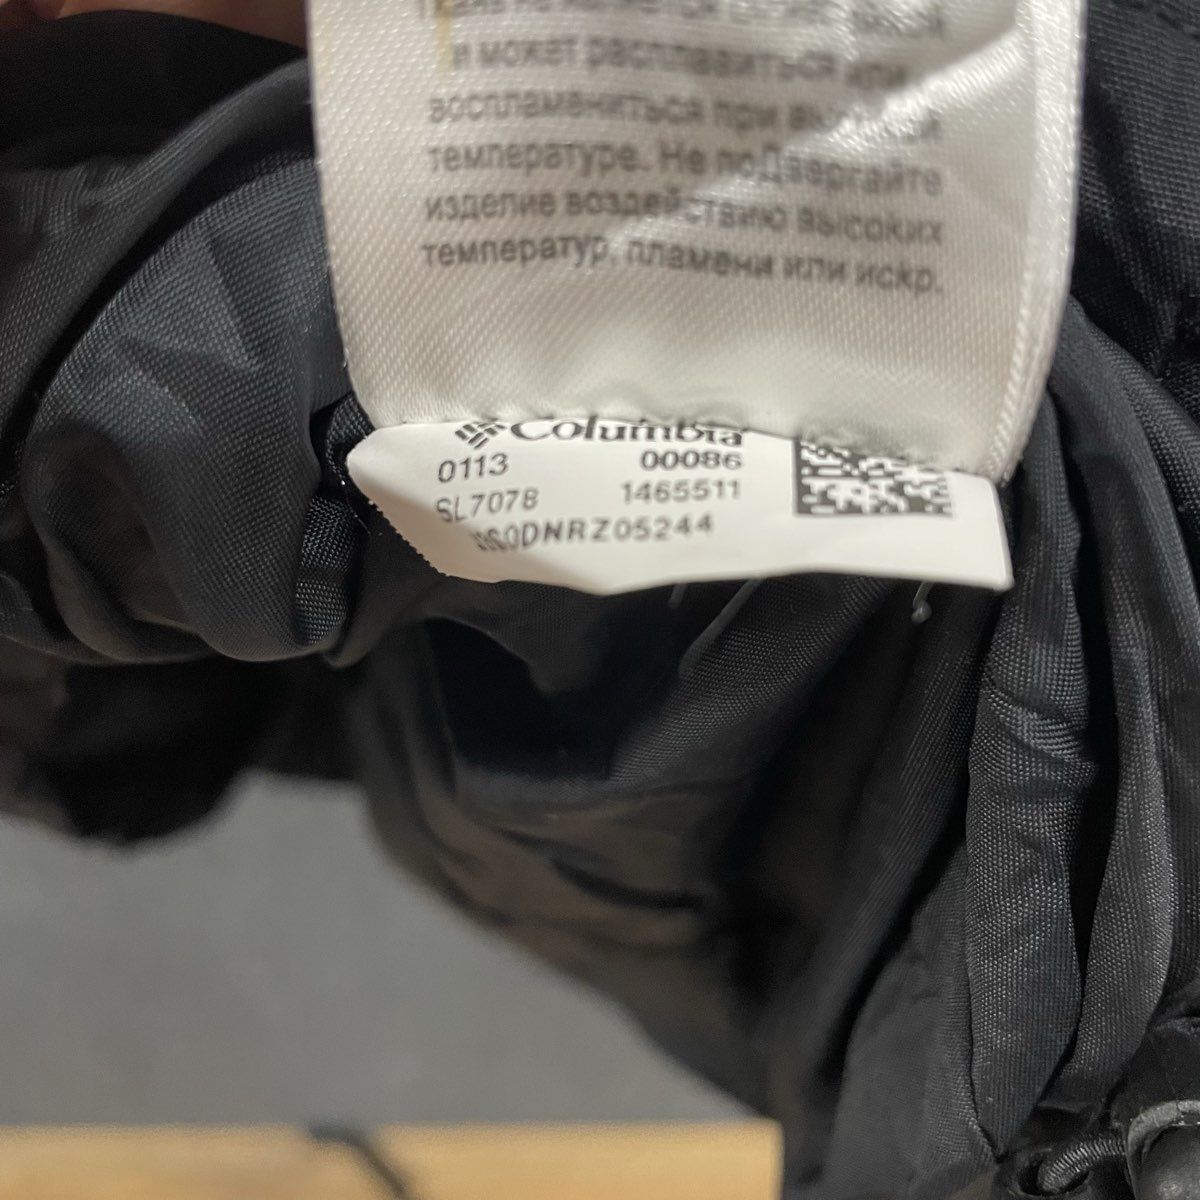 и может расплавиться или
воспламениться при высокой
температуре. Не подвергайте
изделие воздействию высоких
температур, пламени или искр.
Columbia
0113 00086
SL7078 1465511